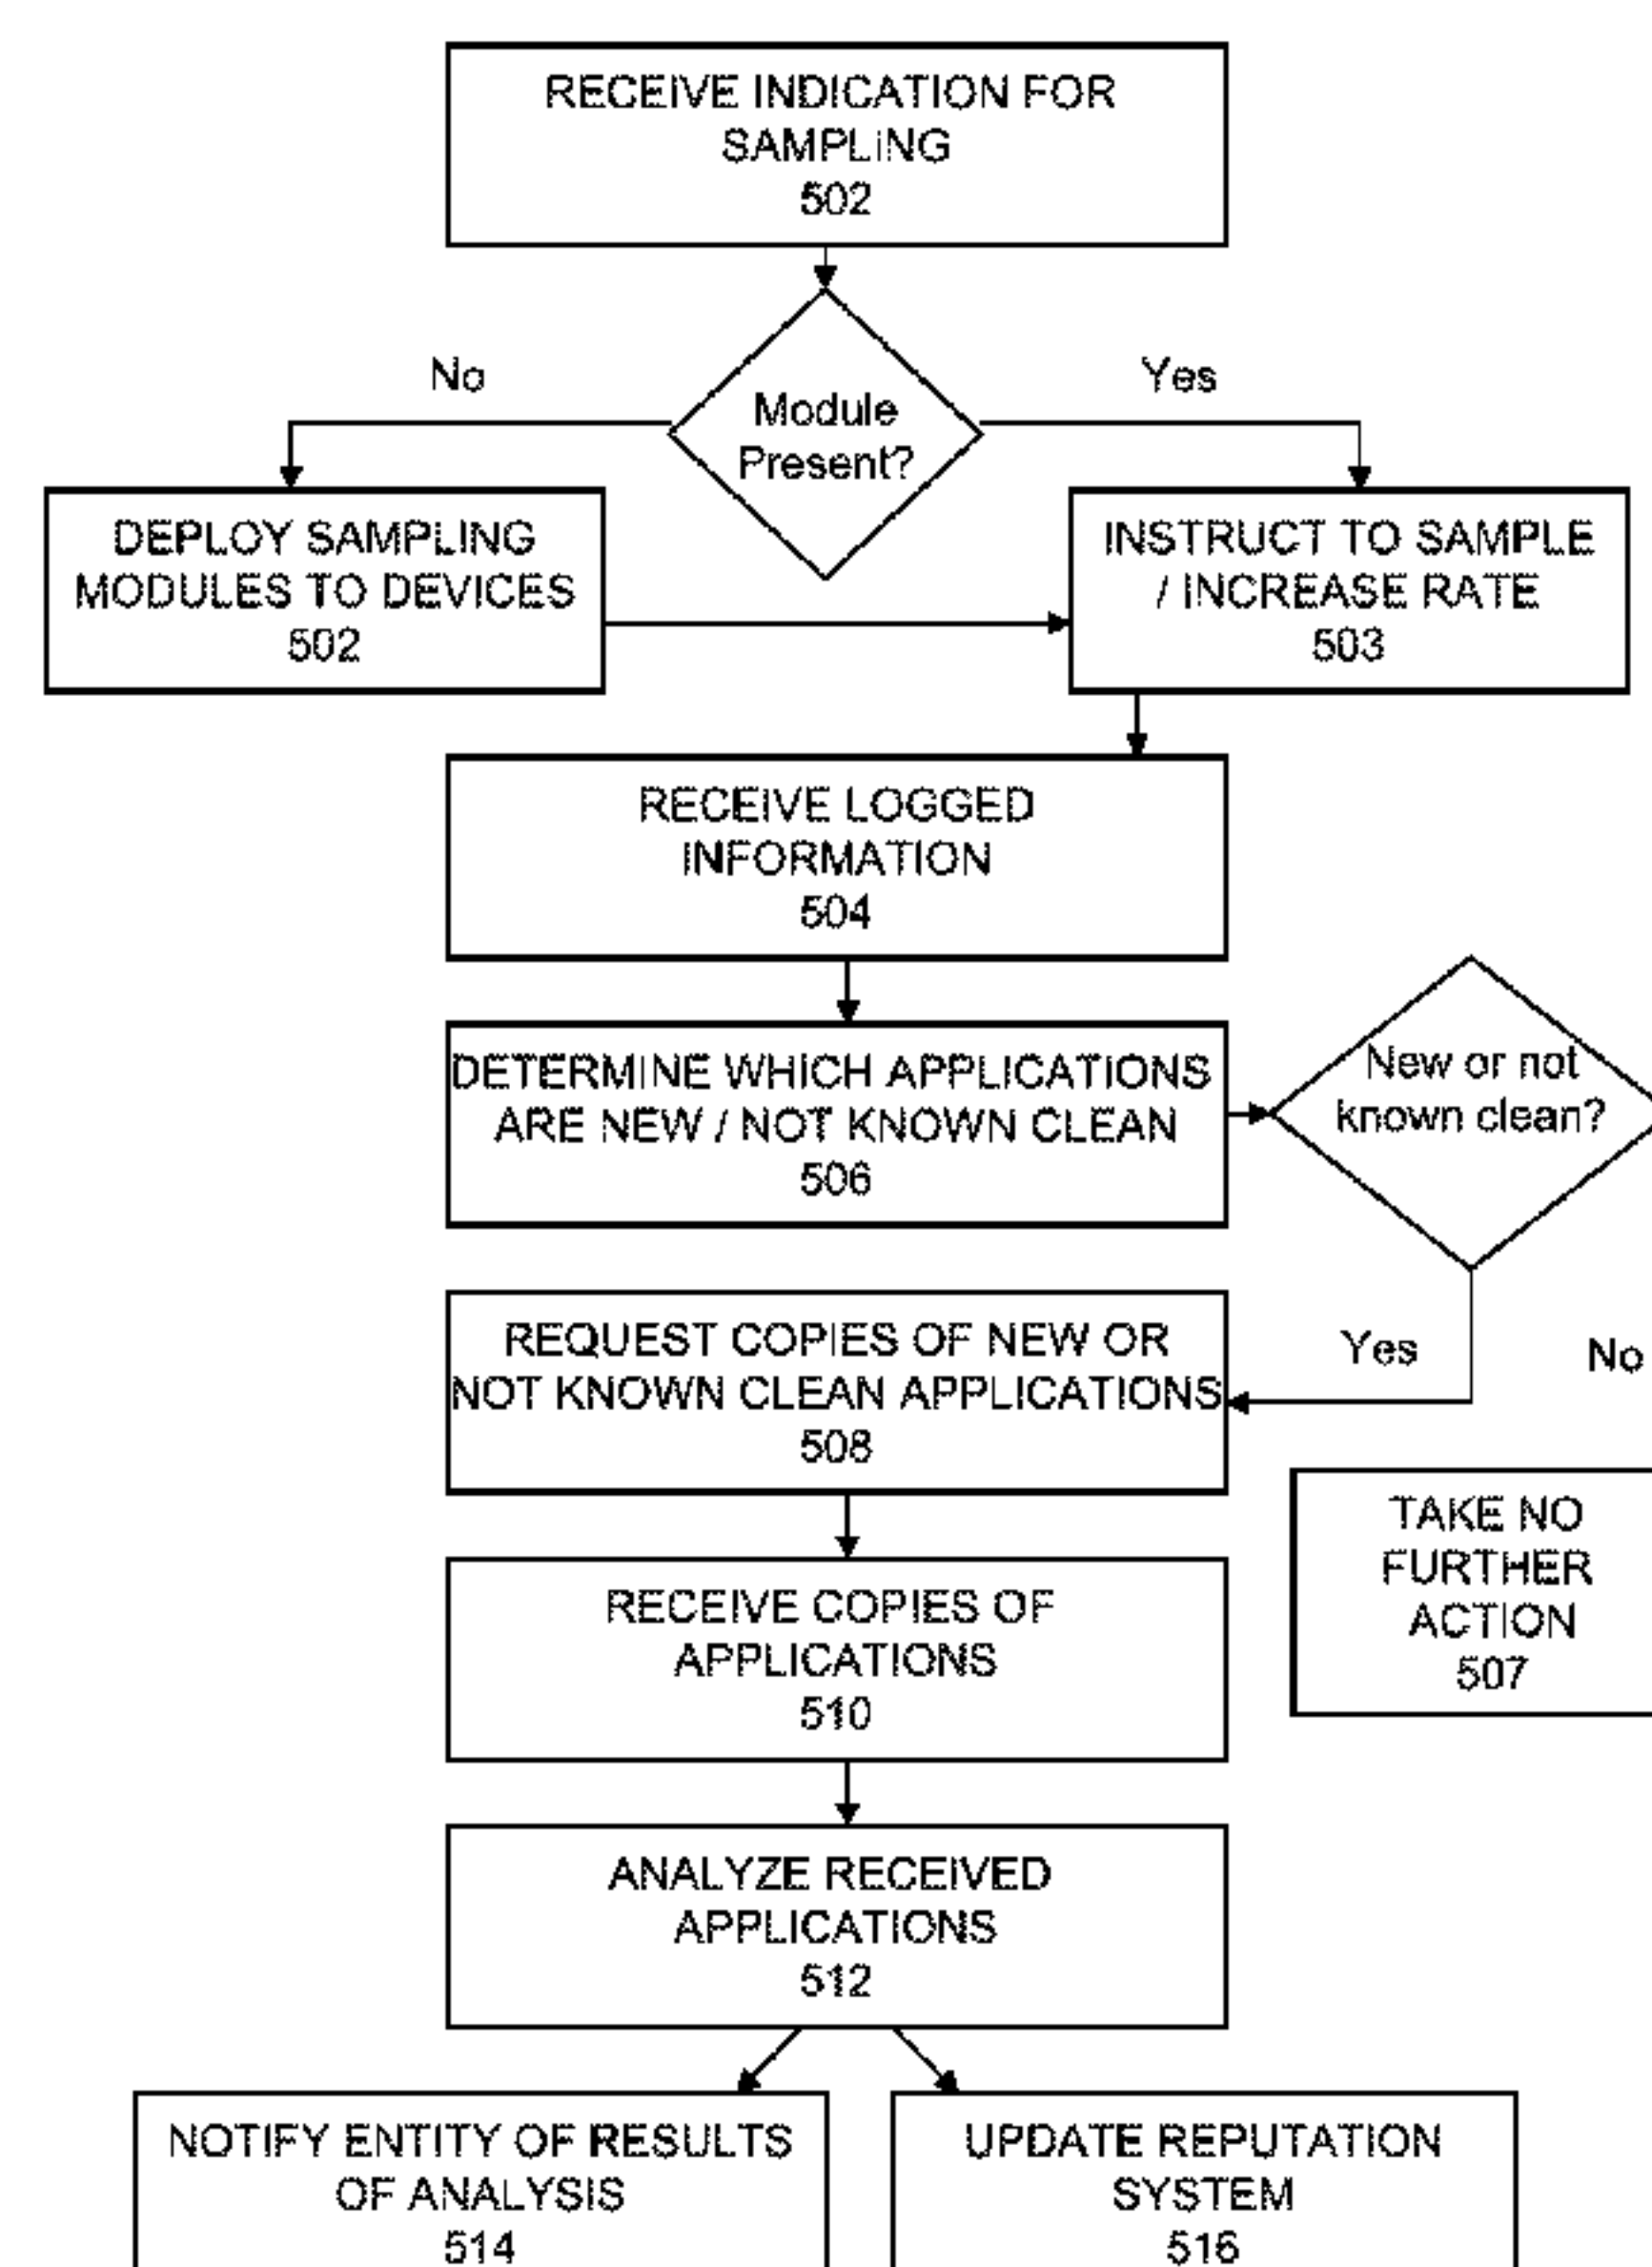 RECEIVE INDICATION FOR
SAMPLING
502
No
Yes
Module
Present?
DEPLOY SAMPLING
MODULES TO DEVICES
502
INSTRUCT TO SAMPLE
/ INCREASE RATE
503
RECEIVE LOGGED
INFORMATION
504
DETERMINE WHICH APPLICATIONS
ARE NEW / NOT KNOWN CLEAN
506
New or not
known clean?
REQUEST COPIES OF NEW OR
NOT KNOWN CLEAN APPLICATIONS
508
Yes
No
TAKE NO
FURTHER
ACTION
507
RECEIVE COPIES OF
APPLICATIONS
510
ANALYZE RECEIVED
APPLICATIONS
512
NOTIFY ENTITY OF RESULTS
OF ANALYSIS
514
UPDATE REPUTATION
SYSTEM
516